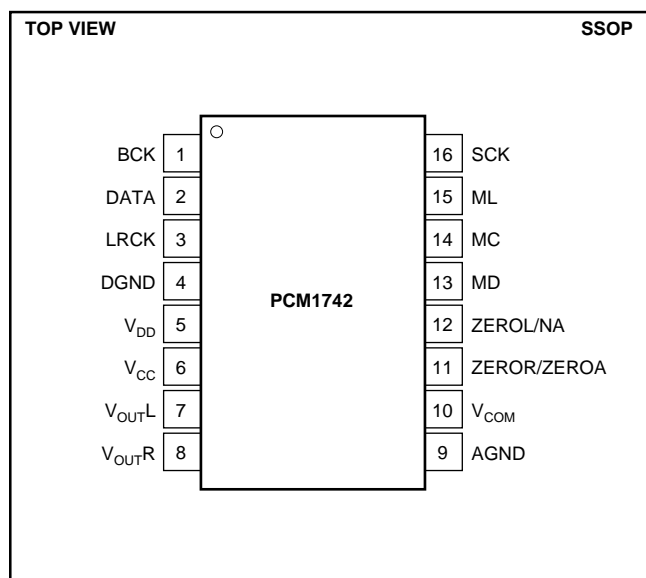 TOP VIEW SSOP
BCK 1 16 SCK
DATA 2 15 ML
LRCK 3 14 MC
DGND 4 13 MD
PCM1742
VDD 5 12 ZEROL/NA
VCC 6 11 ZEROR/ZEROA
VOUTL 7 10 VCOM
VOUTR 8 9 AGND